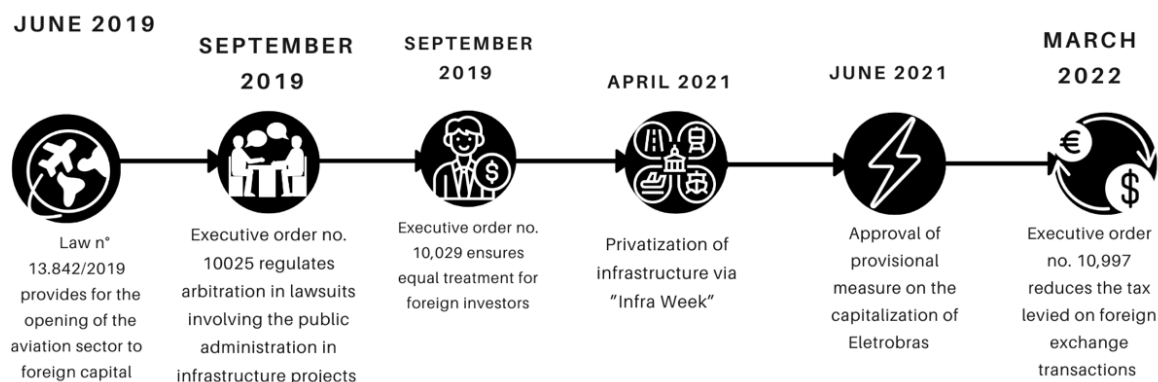 JUNE 2019
Law n°
13.842/2019
provides for the
opening of the
aviation sector to
foreign capital
SEPTEMBER
2019
Executive order no.
10025 regulates
arbitration in lawsuits
involving the public
administration in
infrastructure projects
SEPTEMBER
2019
$
Executive order no.
10,029 ensures
equal treatment for
foreign investors
APRIL 2021
Privatization of
infrastructure via
"Infra Week"
JUNE 2021
Approval of
provisional
measure on the
capitalization of
Eletrobras
MARCH
2022
€
$
Executive order
no. 10,997
reduces the tax
levied on foreign
exchange
transactions